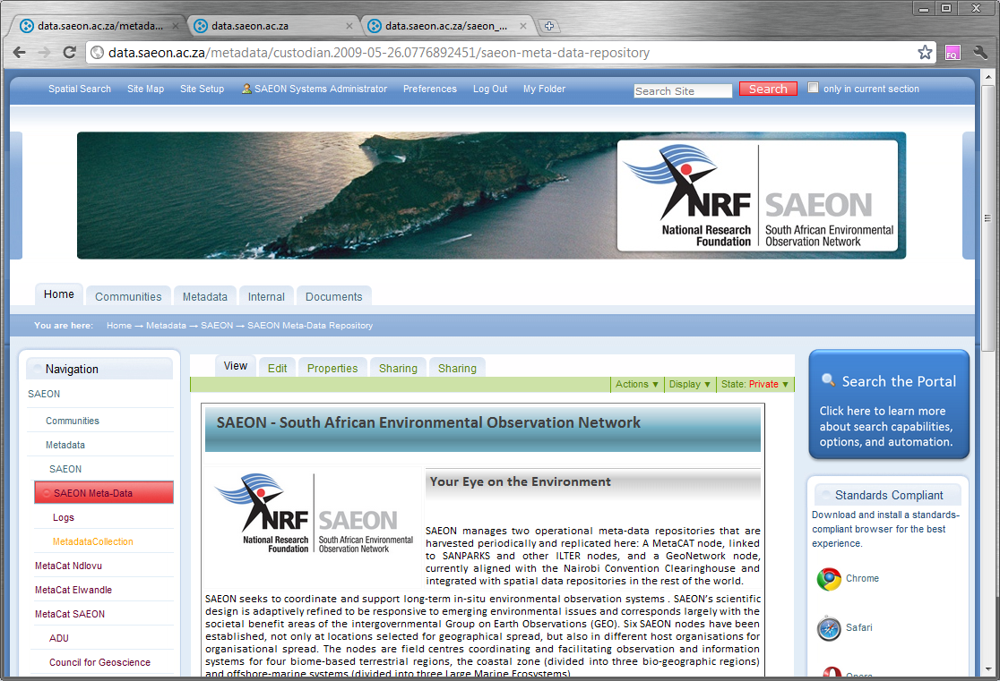 data.saeon.ac.za/metada...
data.saeon.ac.za
data.saeon.ac.za/saeon_...
data.saeon.ac.za/metadata/custodian.2009-05-26.0776892451/saeon-meta-data-repository
FQ
Spatial Search Site Map Site Setup SAEON Systems Administrator Preferences Log Out My Folder
Search Site Search only in current section
NRF SAEON
National Research South African Environmental
Foundation Observation Network
Home Communities Metadata Internal Documents
You are here: Home → Metadata → SAEON → SAEON Meta-Data Repository
Navigation
SAEON
Communities
Metadata
SAEON
SAEON Meta-Data
Logs
MetadataCollection
MetaCat Ndlovu
MetaCat Elwandle
MetaCat SAEON
ADU
Council for Geoscience
View Edit Properties Sharing Sharing
Actions ▼ Display ▼ State: Private ▼
SAEON - South African Environmental Observation Network
NRF SAEON
National Research South African Environmental
Foundation Observation Network
Your Eye on the Environment
SAEON manages two operational meta-data repositories that are
harvested periodically and replicated here: A MetaCAT node, linked
to SANPARKS and other ILTER nodes, and a GeoNetwork node,
currently aligned with the Nairobi Convention Clearinghouse and
integrated with spatial data repositories in the rest of the world.
SAEON seeks to coordinate and support long-term in-situ environmental observation systems . SAEON's scientific
design is adaptively refined to be responsive to emerging environmental issues and corresponds largely with the
societal benefit areas of the intergovernmental Group on Earth Observations (GEO). Six SAEON nodes have been
established, not only at locations selected for geographical spread, but also in different host organisations for
organisational spread. The nodes are field centres coordinating and facilitating observation and information
systems for four biome-based terrestrial regions, the coastal zone (divided into three bio-geographic regions)
and offshore-marine systems (divided into three Large Marine Ecosystems).
Search the Portal
Click here to learn more
about search capabilities,
options, and automation.
Standards Compliant
Download and install a standards-
compliant browser for the best
experience.
Chrome
Safari
Opera